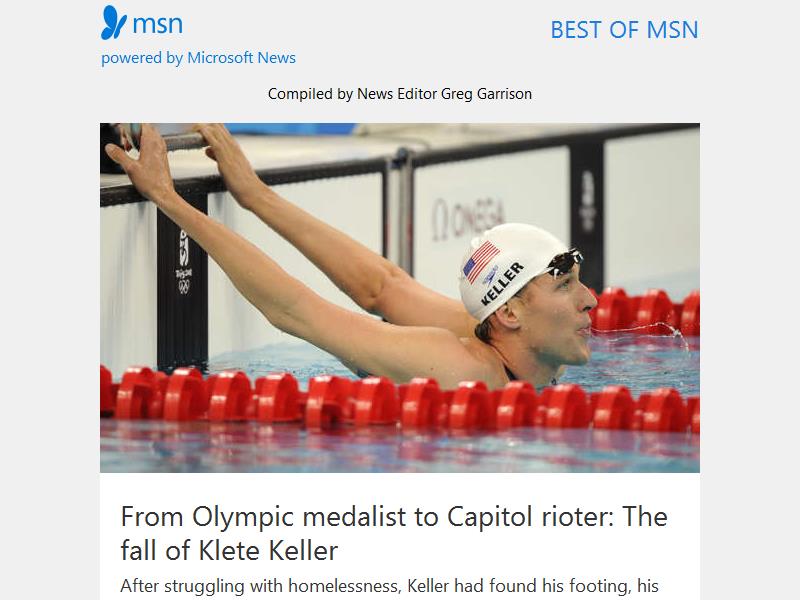 msn
BEST OF MSN
powered by Microsoft News
Compiled by News Editor Greg Garrison
Ω OMEGA
KELLER
From Olympic medalist to Capitol rioter: The
fall of Klete Keller
After struggling with homelessness, Keller had found his footing, his